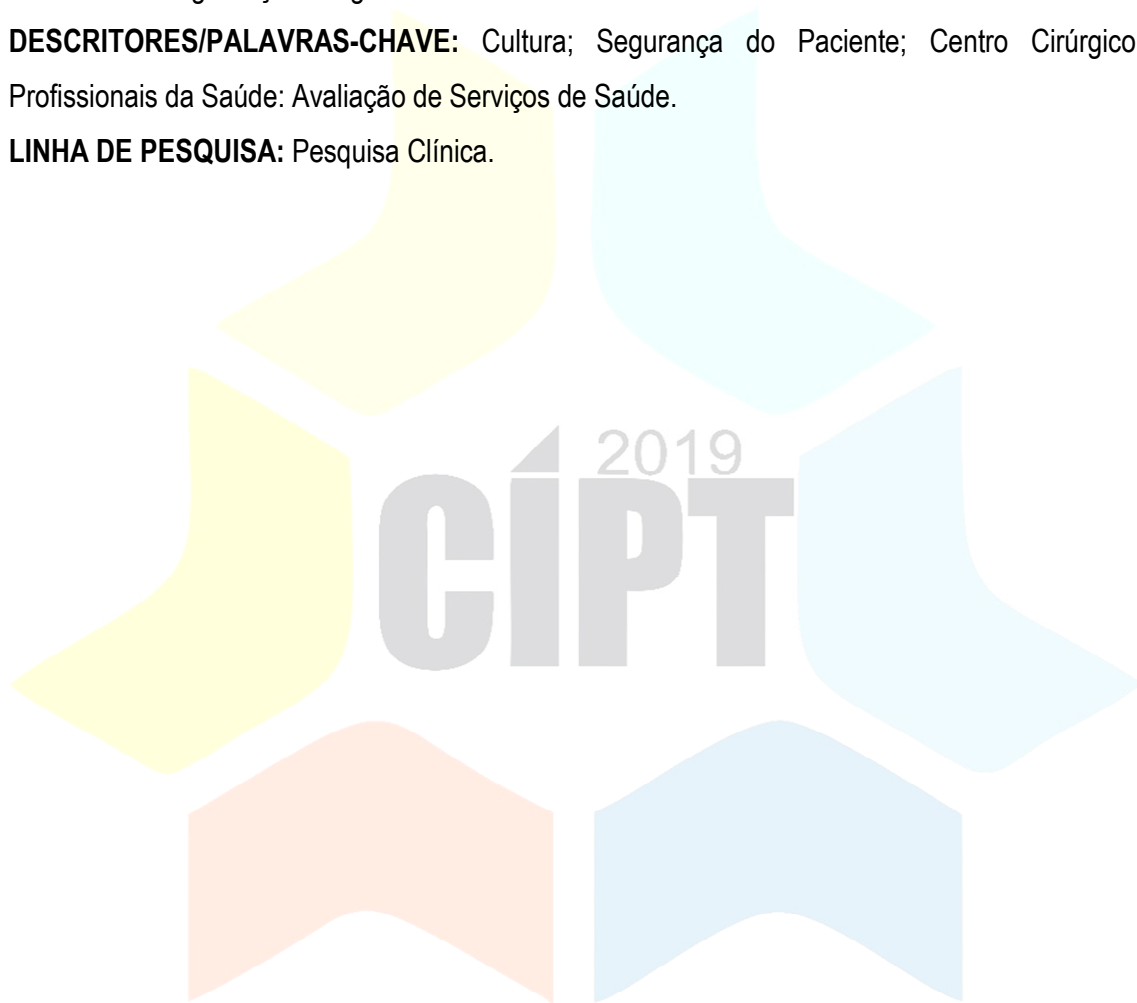 DESCRITORES/PALAVRAS-CHAVE: Cultura; Segurança do Paciente; Centro Cirúrgico
Profissionais da Saúde: Avaliação de Serviços de Saúde.
LINHA DE PESQUISA: Pesquisa Clínica.
2019
CÍPT